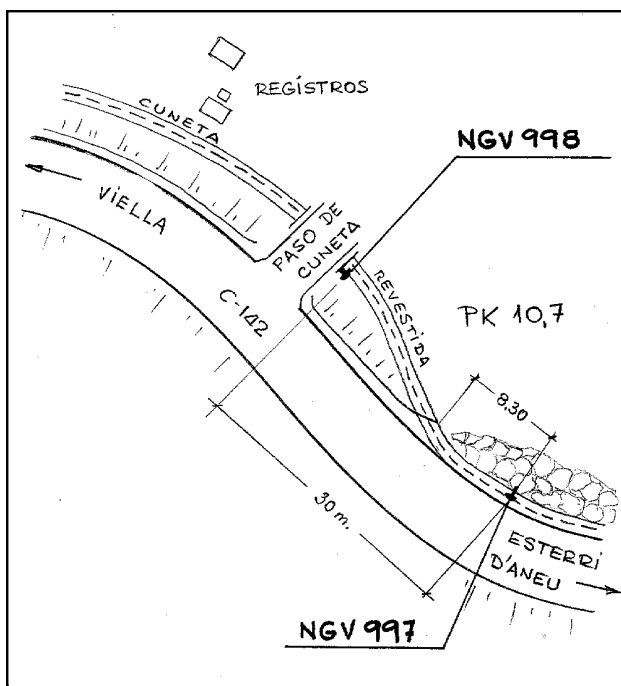 REGÍSTROS
CUNETA
NGV 998
VIELLA
PASO DE
CUNETA
REVESTIDA
C-142
PK 10,7
8.30
30 m.
ESTERRI
D'ANEU
NGV 997